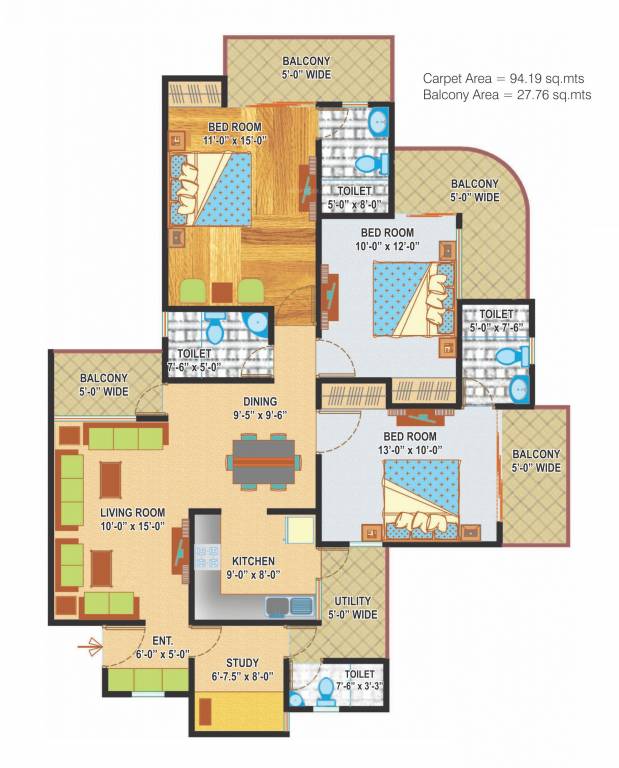 BALCONY
5'-0" WIDE
Carpet Area = 94.19 sq.mts
Balcony Area = 27.76 sq.mts
BED ROOM
11'-0" x 15'-0"
TOILET
5'-0" x 8'-0"
BALCONY
5'-0" WIDE
BED ROOM
10'-0" x 12'-0"
TOILET
5'-0" x 7'-6"
TOILET
7'-6" x 5'-0"
BALCONY
5'-0" WIDE
DINING
9'-5" x 9'-6"
BED ROOM
13'-0" x 10'-0"
BALCONY
5'-0" WIDE
LIVING ROOM
10'-0" x 15'-0"
KITCHEN
9'-0" x 8'-0"
UTILITY
5'-0" WIDE
ENT.
6'-0" x 5'-0"
STUDY
6'-7.5" x 8'-0"
TOILET
7'-6" x 3'-3"